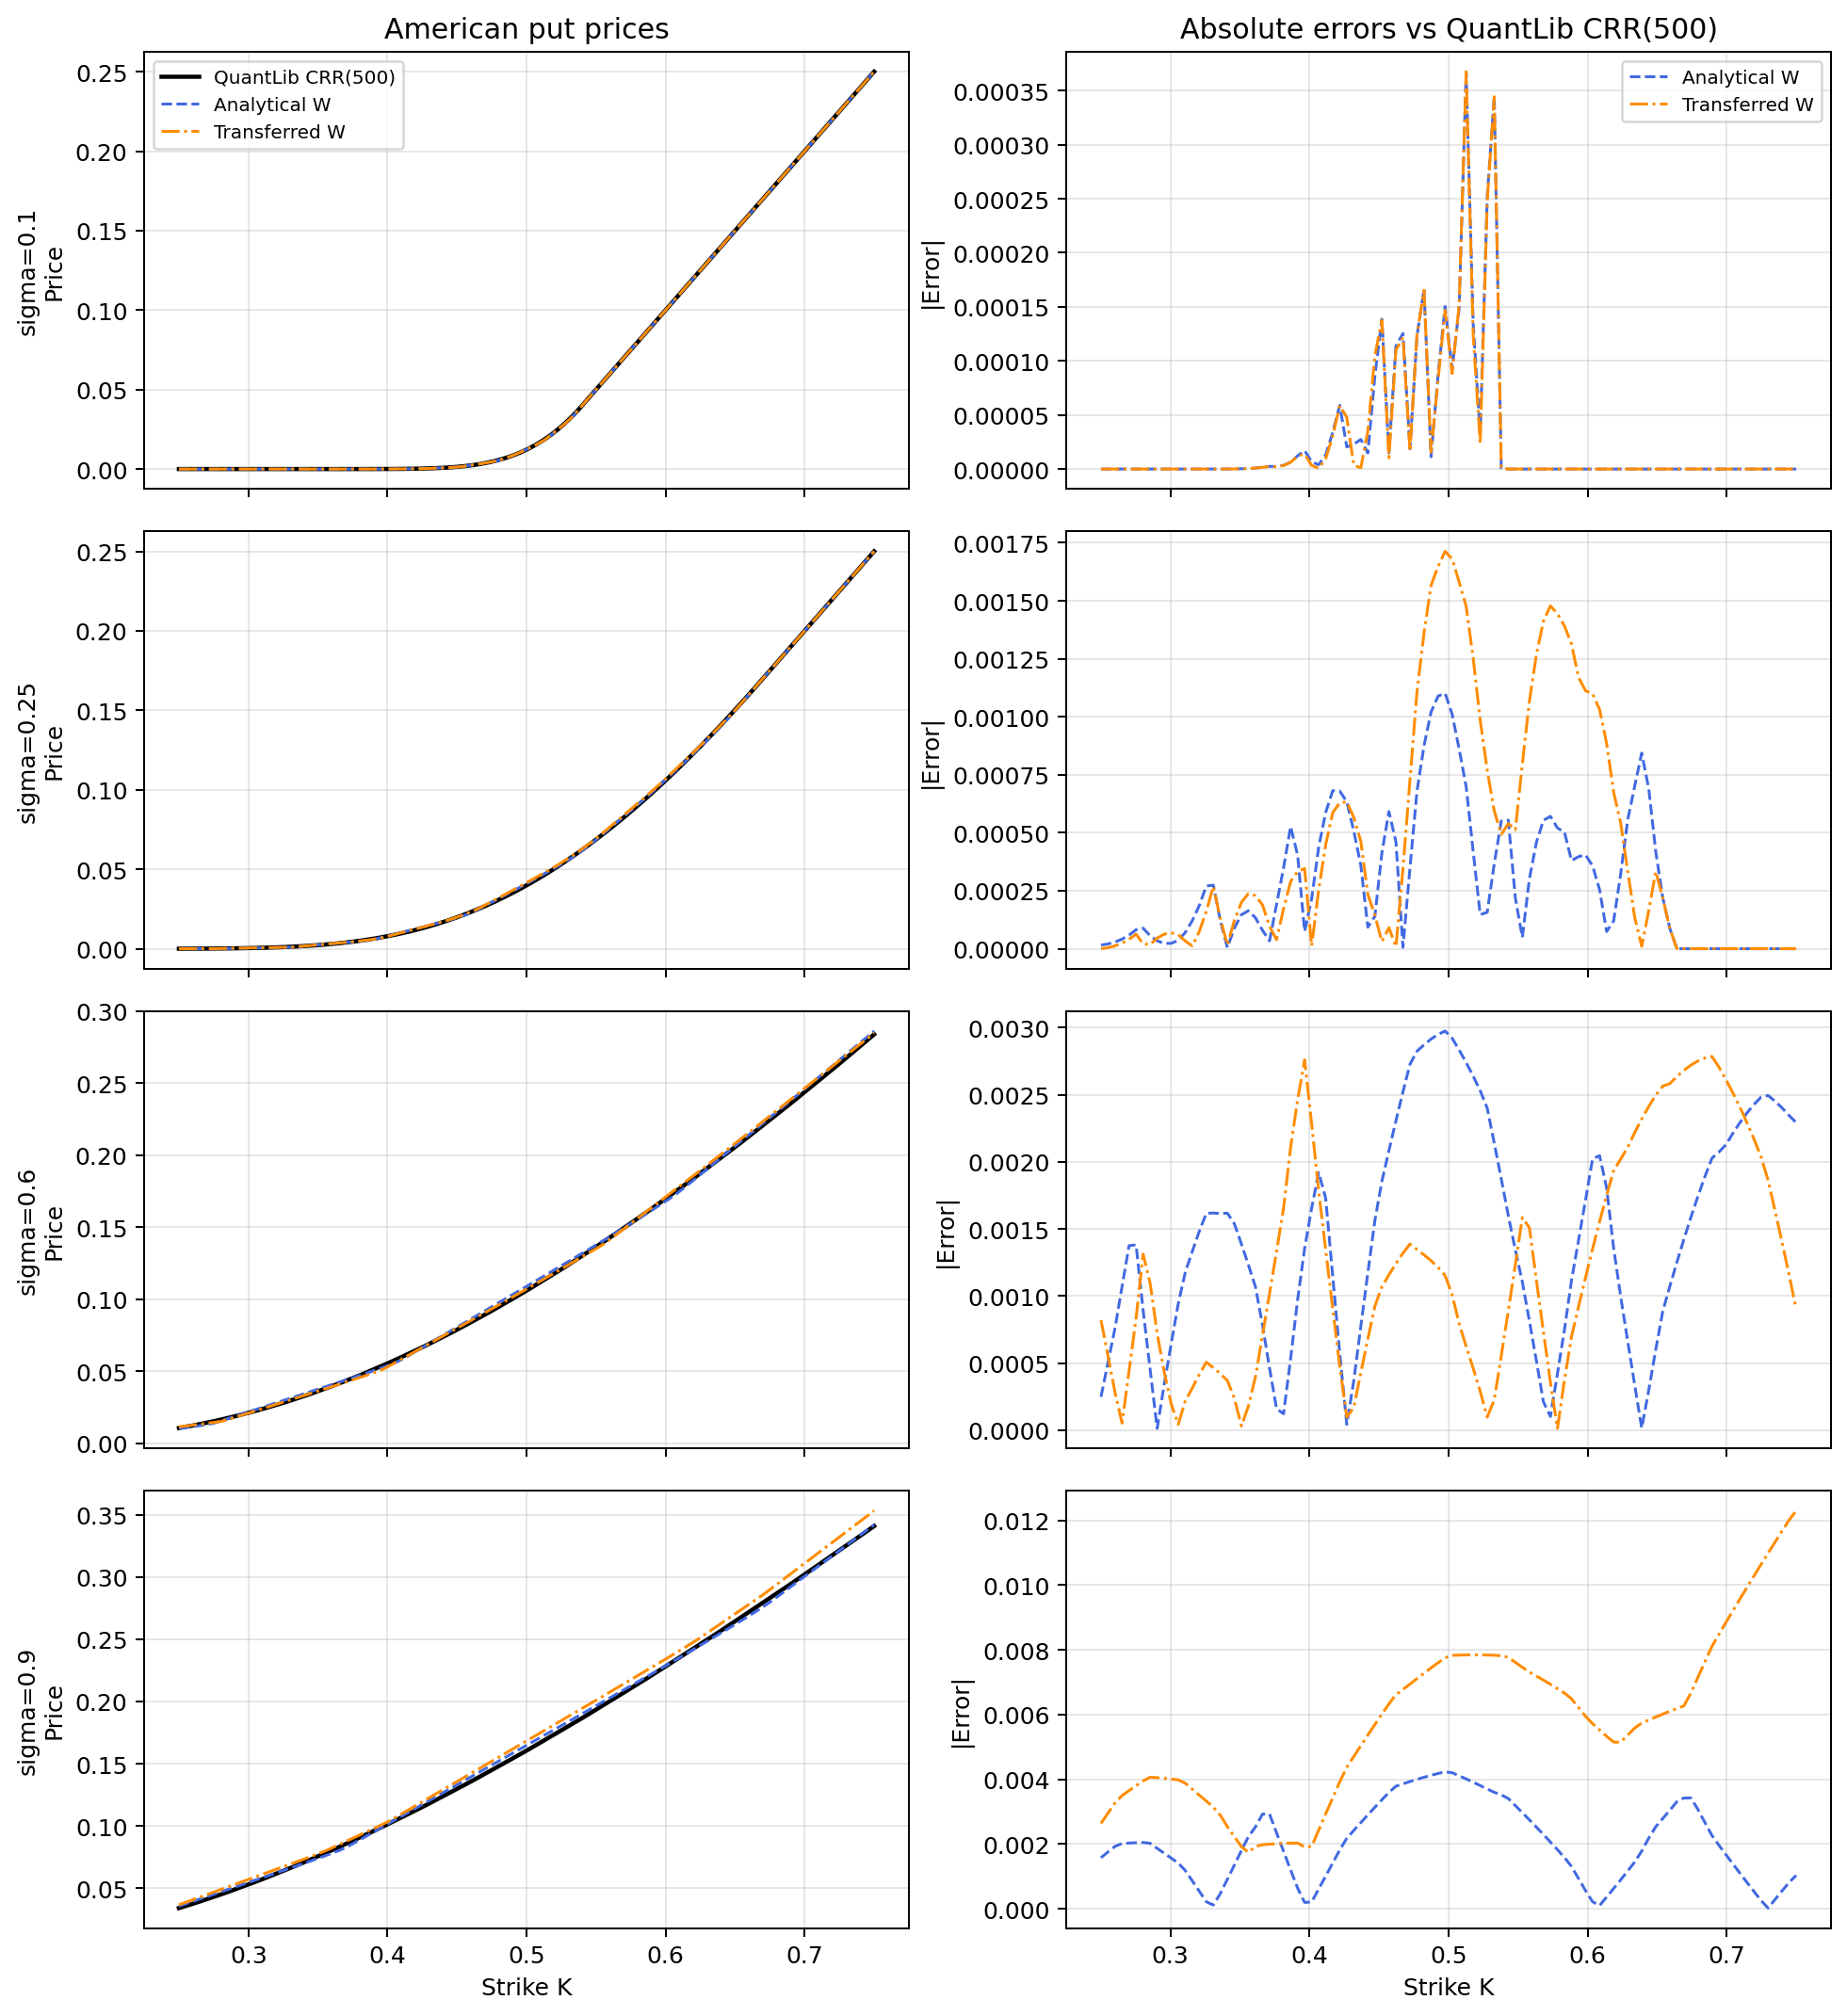 American put prices
QuantLib CRR(500)
Analytical W
Transferred W
sigma=0.1
Price
0.25
0.20
0.15
0.10
0.05
0.00
Absolute errors vs QuantLib CRR(500)
Analytical W
Transferred W
|Error|
0.00035
0.00030
0.00025
0.00020
0.00015
0.00010
0.00005
0.00000
sigma=0.25
Price
0.25
0.20
0.15
0.10
0.05
0.00
|Error|
0.00175
0.00150
0.00125
0.00100
0.00075
0.00050
0.00025
0.00000
sigma=0.6
Price
0.30
0.25
0.20
0.15
0.10
0.05
0.00
|Error|
0.0030
0.0025
0.0020
0.0015
0.0010
0.0005
0.0000
sigma=0.9
Price
0.35
0.30
0.25
0.20
0.15
0.10
0.05
0.3 0.4 0.5 0.6 0.7
Strike K
|Error|
0.012
0.010
0.008
0.006
0.004
0.002
0.000
0.3 0.4 0.5 0.6 0.7
Strike K